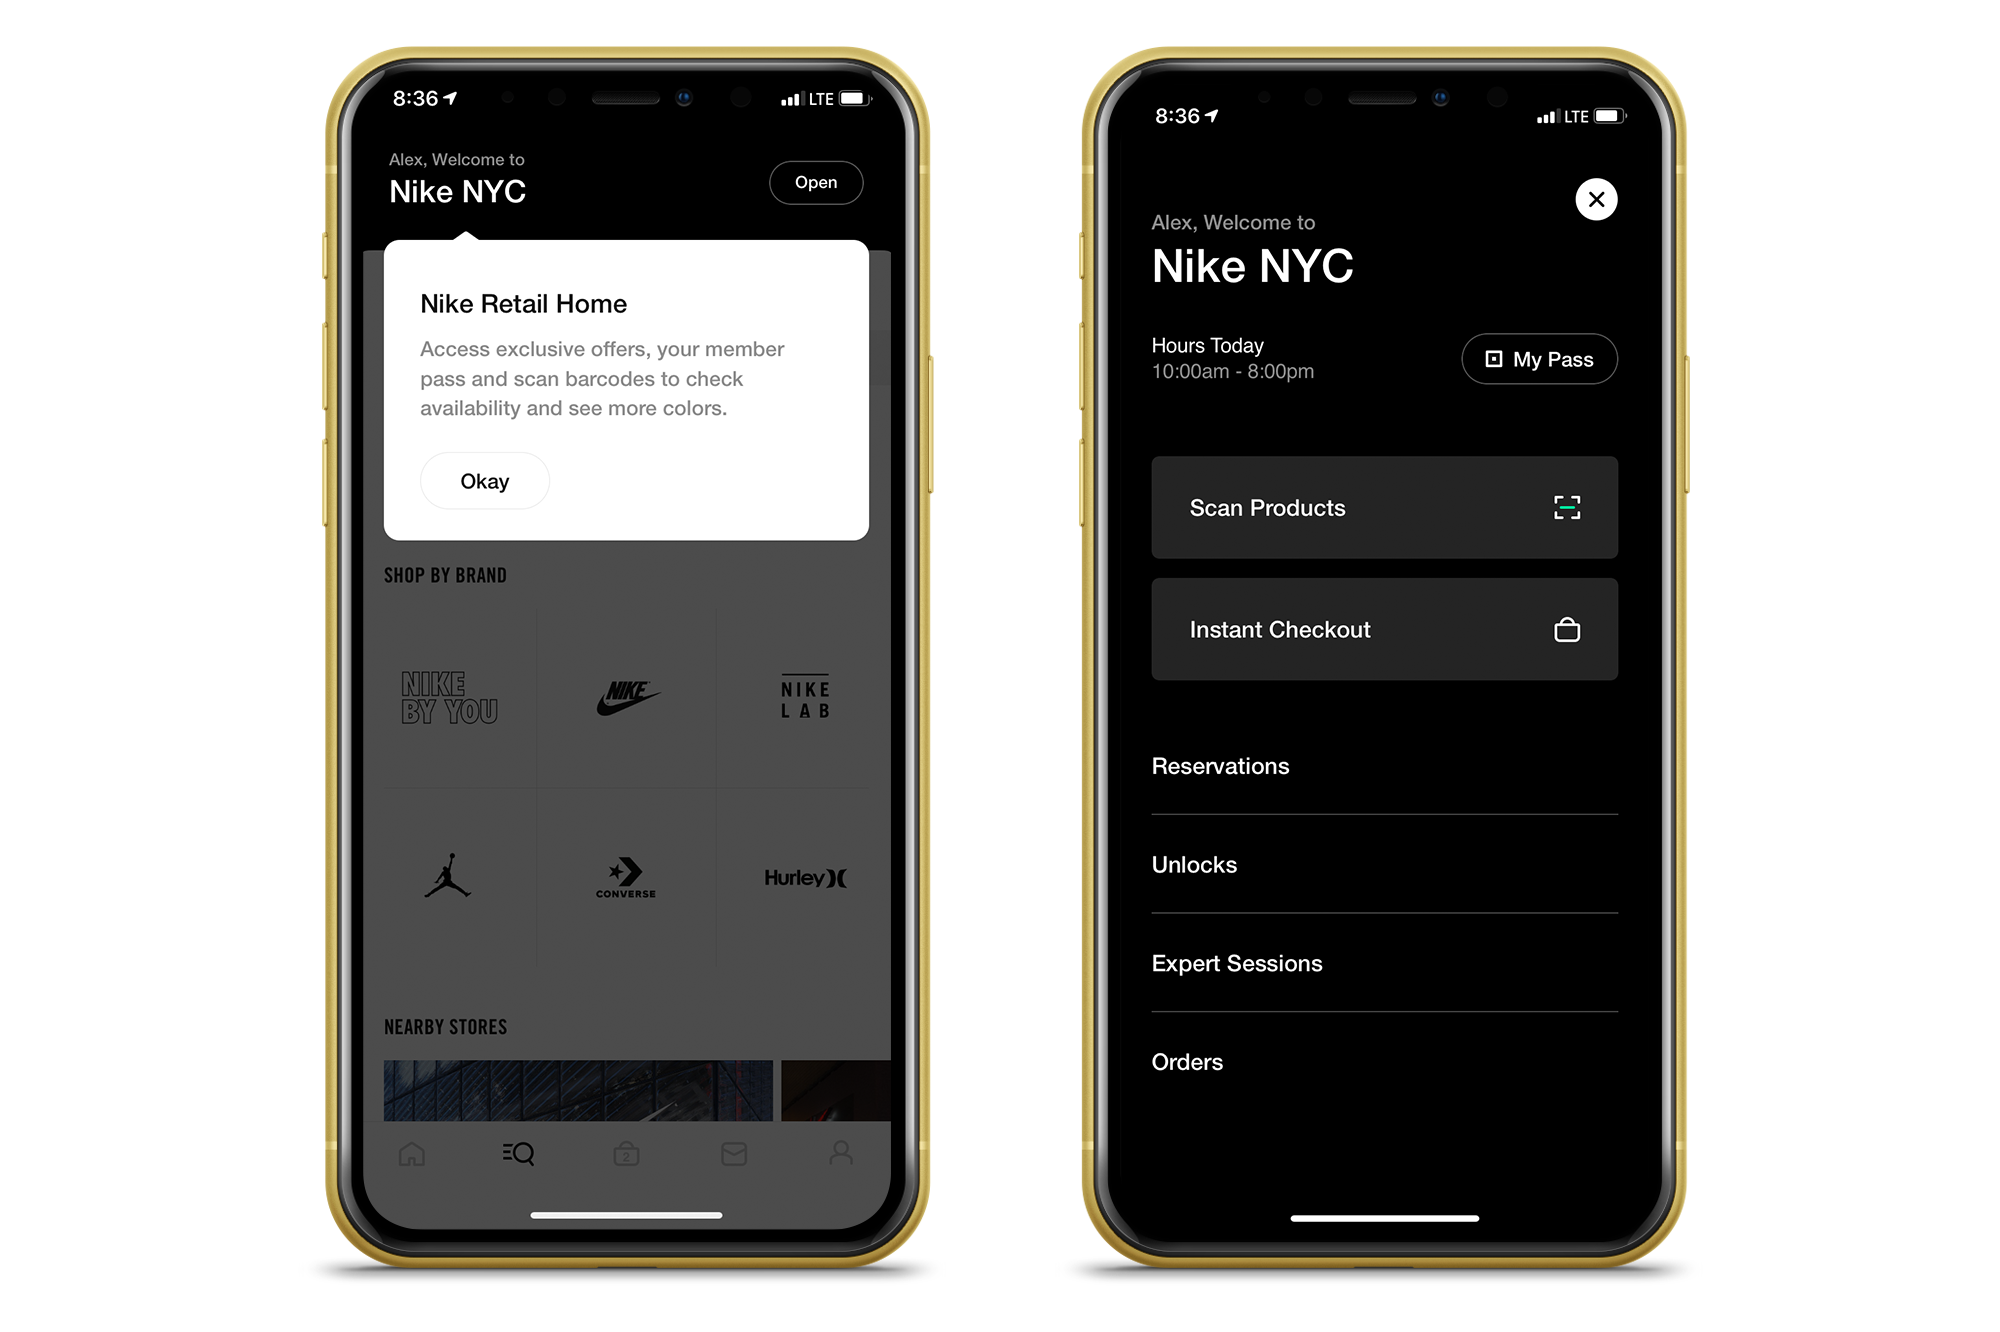 8:36
LTE
Alex, Welcome to
Nike NYC
Open
Nike Retail Home
Access exclusive offers, your member
pass and scan barcodes to check
availability and see more colors.
Okay
SHOP BY BRAND
NIKE
BY YOU
NIKE
NIKE
LAB
CONVERSE
Hurley
NEARBY STORES
2
8:36
LTE
Alex, Welcome to
Nike NYC
Hours Today
10:00am - 8:00pm
My Pass
Scan Products
Instant Checkout
Reservations
Unlocks
Expert Sessions
Orders